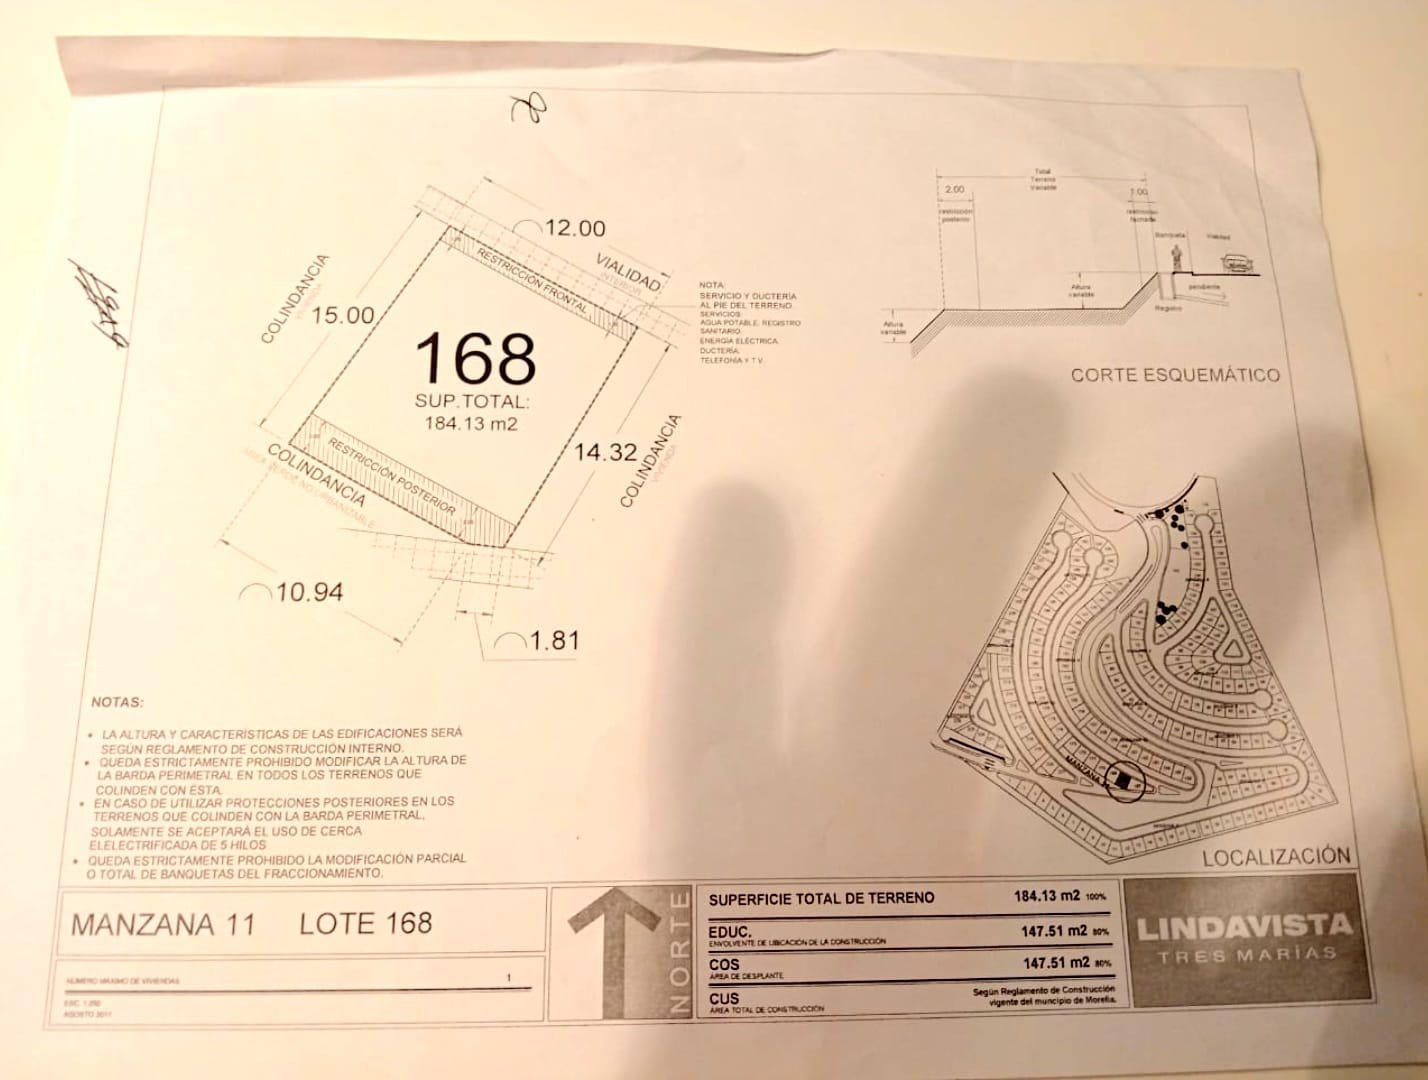 12.00
VIALIDAD
INTERIOR
RESTRICCIÓN FRONTAL
COLINDANCIA
VIVIENDA
15.00
168
SUP.TOTAL:
184.13 m2
14.32
COLINDANCIA
VIVIENDA
RESTRICCIÓN POSTERIOR
COLINDANCIA
ÁREA VERDE NO URBANIZABLE
10.94
1.81
NOTA:
SERVICIO Y DUCTERÍA
AL PIE DEL TERRENO.
SERVICIOS:
AGUA POTABLE, REGISTRO
SANITARIO.
ENERGÍA ELÉCTRICA.
DUCTERÍA.
TELEFONÍA Y T.V.
Total
Terreno
Variable
2.00
restricción
posterior
1.00
restricción
frontal
Banqueta
Vialidad
Altura
variable
Altura
variable
pendiente
Registro
CORTE ESQUEMÁTICO
MANZANA
LOCALIZACIÓN
NOTAS:
• LA ALTURA Y CARACTERÍSTICAS DE LAS EDIFICACIONES SERÁ
SEGÚN REGLAMENTO DE CONSTRUCCIÓN INTERNO.
• QUEDA ESTRICTAMENTE PROHIBIDO MODIFICAR LA ALTURA DE
LA BARDA PERIMETRAL EN TODOS LOS TERRENOS QUE
COLINDEN CON ÉSTA.
• EN CASO DE UTILIZAR PROTECCIONES POSTERIORES EN LOS
TERRENOS QUE COLINDEN CON LA BARDA PERIMETRAL,
SOLAMENTE SE ACEPTARÁ EL USO DE CERCA
ELELECTRIFICADA DE 5 HILOS
• QUEDA ESTRICTAMENTE PROHIBIDO LA MODIFICACIÓN PARCIAL
O TOTAL DE BANQUETAS DEL FRACCIONAMIENTO.
MANZANA 11 LOTE 168
NÚMERO MÁXIMO DE VIVIENDAS 1
ESC. 1:250
AGOSTO 2011
NORTE
SUPERFICIE TOTAL DE TERRENO 184.13 m2 100%
EDUC. 147.51 m2 80%
ENVOLVENTE DE UBICACIÓN DE LA CONSTRUCCIÓN
COS 147.51 m2 80%
ÁREA DE DESPLANTE
CUS Según Reglamento de Construcción
vigente del muncipio de Morelia.
ÁREA TOTAL DE CONSTRUCCIÓN
LINDAVISTA
TRES MARÍAS